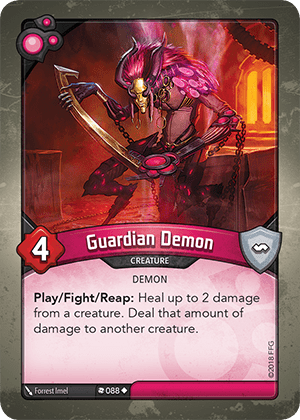 Guardian Demon
4
CREATURE
DEMON
Play/Fight/Reap: Heal up to 2 damage
from a creature. Deal that amount of
damage to another creature.
©2018 FFG
Forrest Imel
088